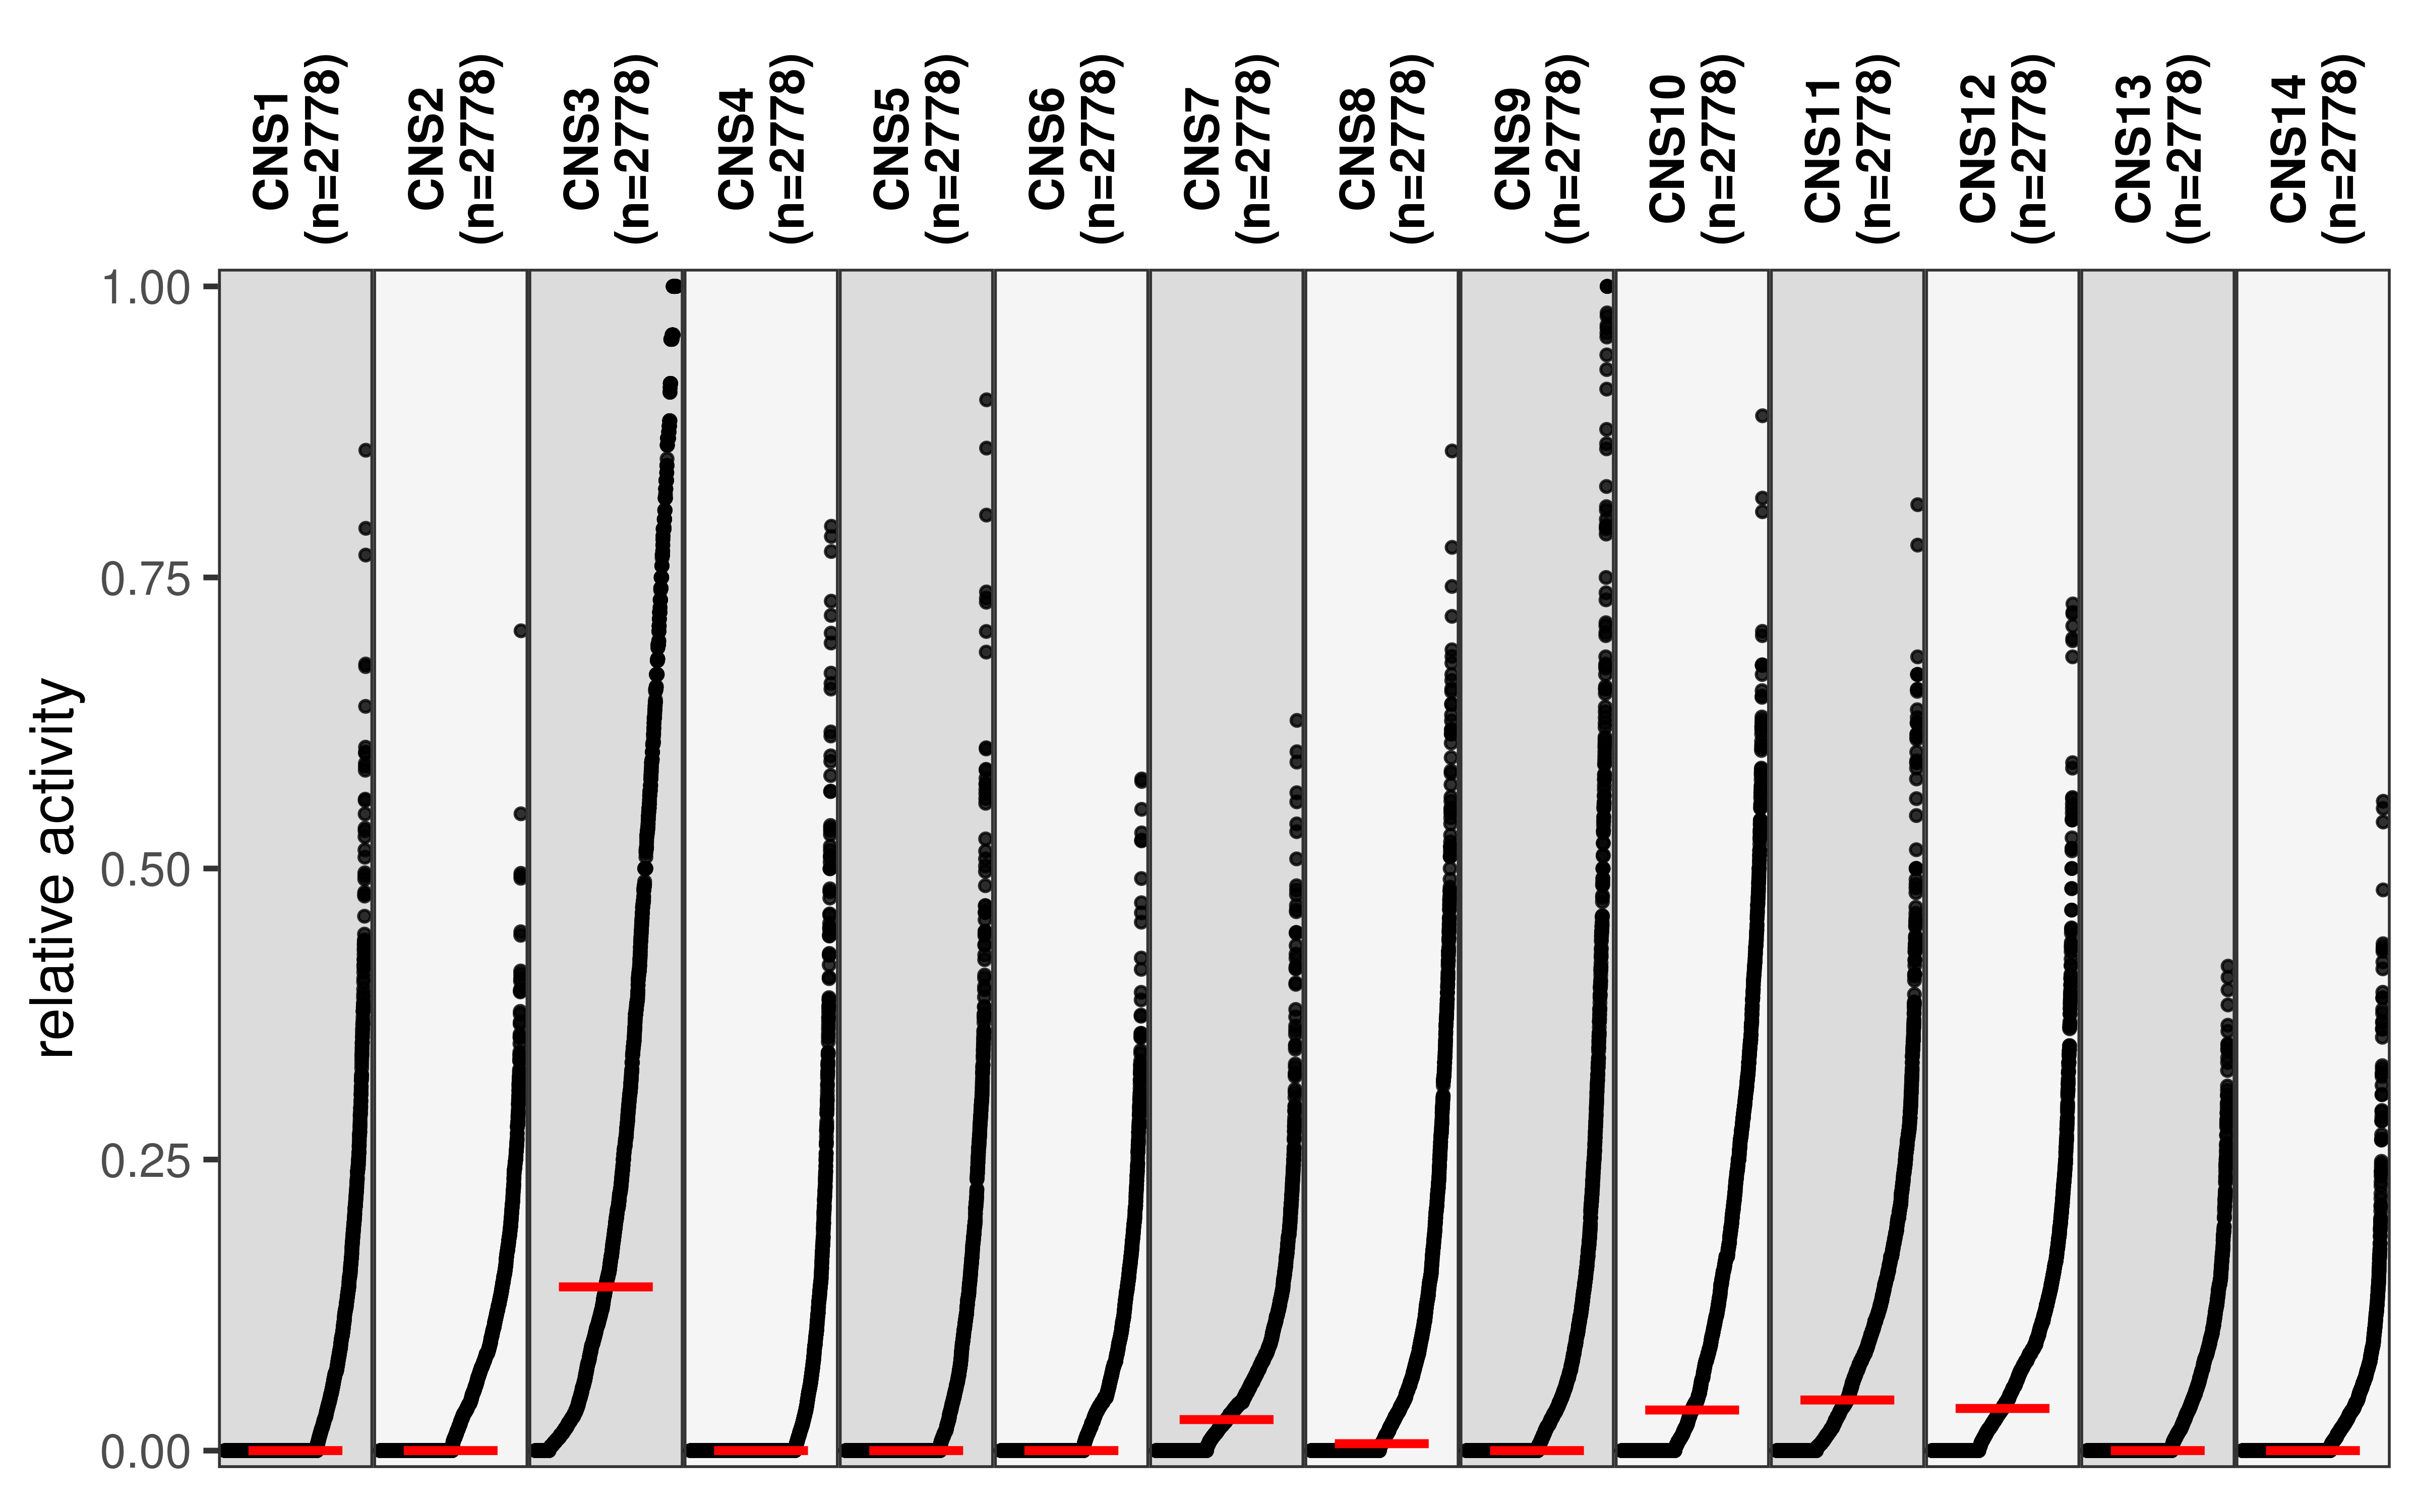 CNS1
(n=2778)
CNS2
(n=2778)
CNS3
(n=2778)
CNS4
(n=2778)
CNS5
(n=2778)
CNS6
(n=2778)
CNS7
(n=2778)
CNS8
(n=2778)
CNS9
(n=2778)
CNS10
(n=2778)
CNS11
(n=2778)
CNS12
(n=2778)
CNS13
(n=2778)
CNS14
(n=2778)
1.00
0.75
0.50
0.25
0.00
relative activity